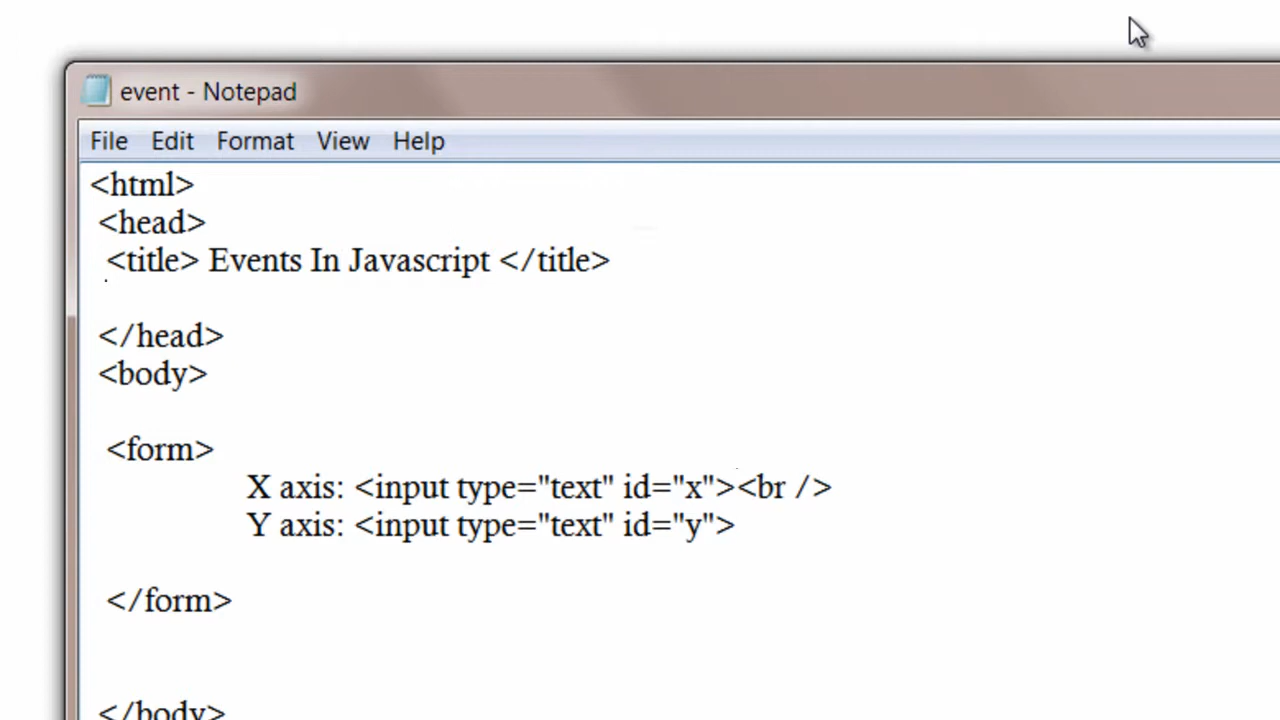 event - Notepad
File Edit Format View Help
<html>
<head>
<title> Events In Javascript </title>
</head>
<body>
<form>
X axis: <input type="text" id="x"><br />
Y axis: <input type="text" id="y">
</form>
</body>